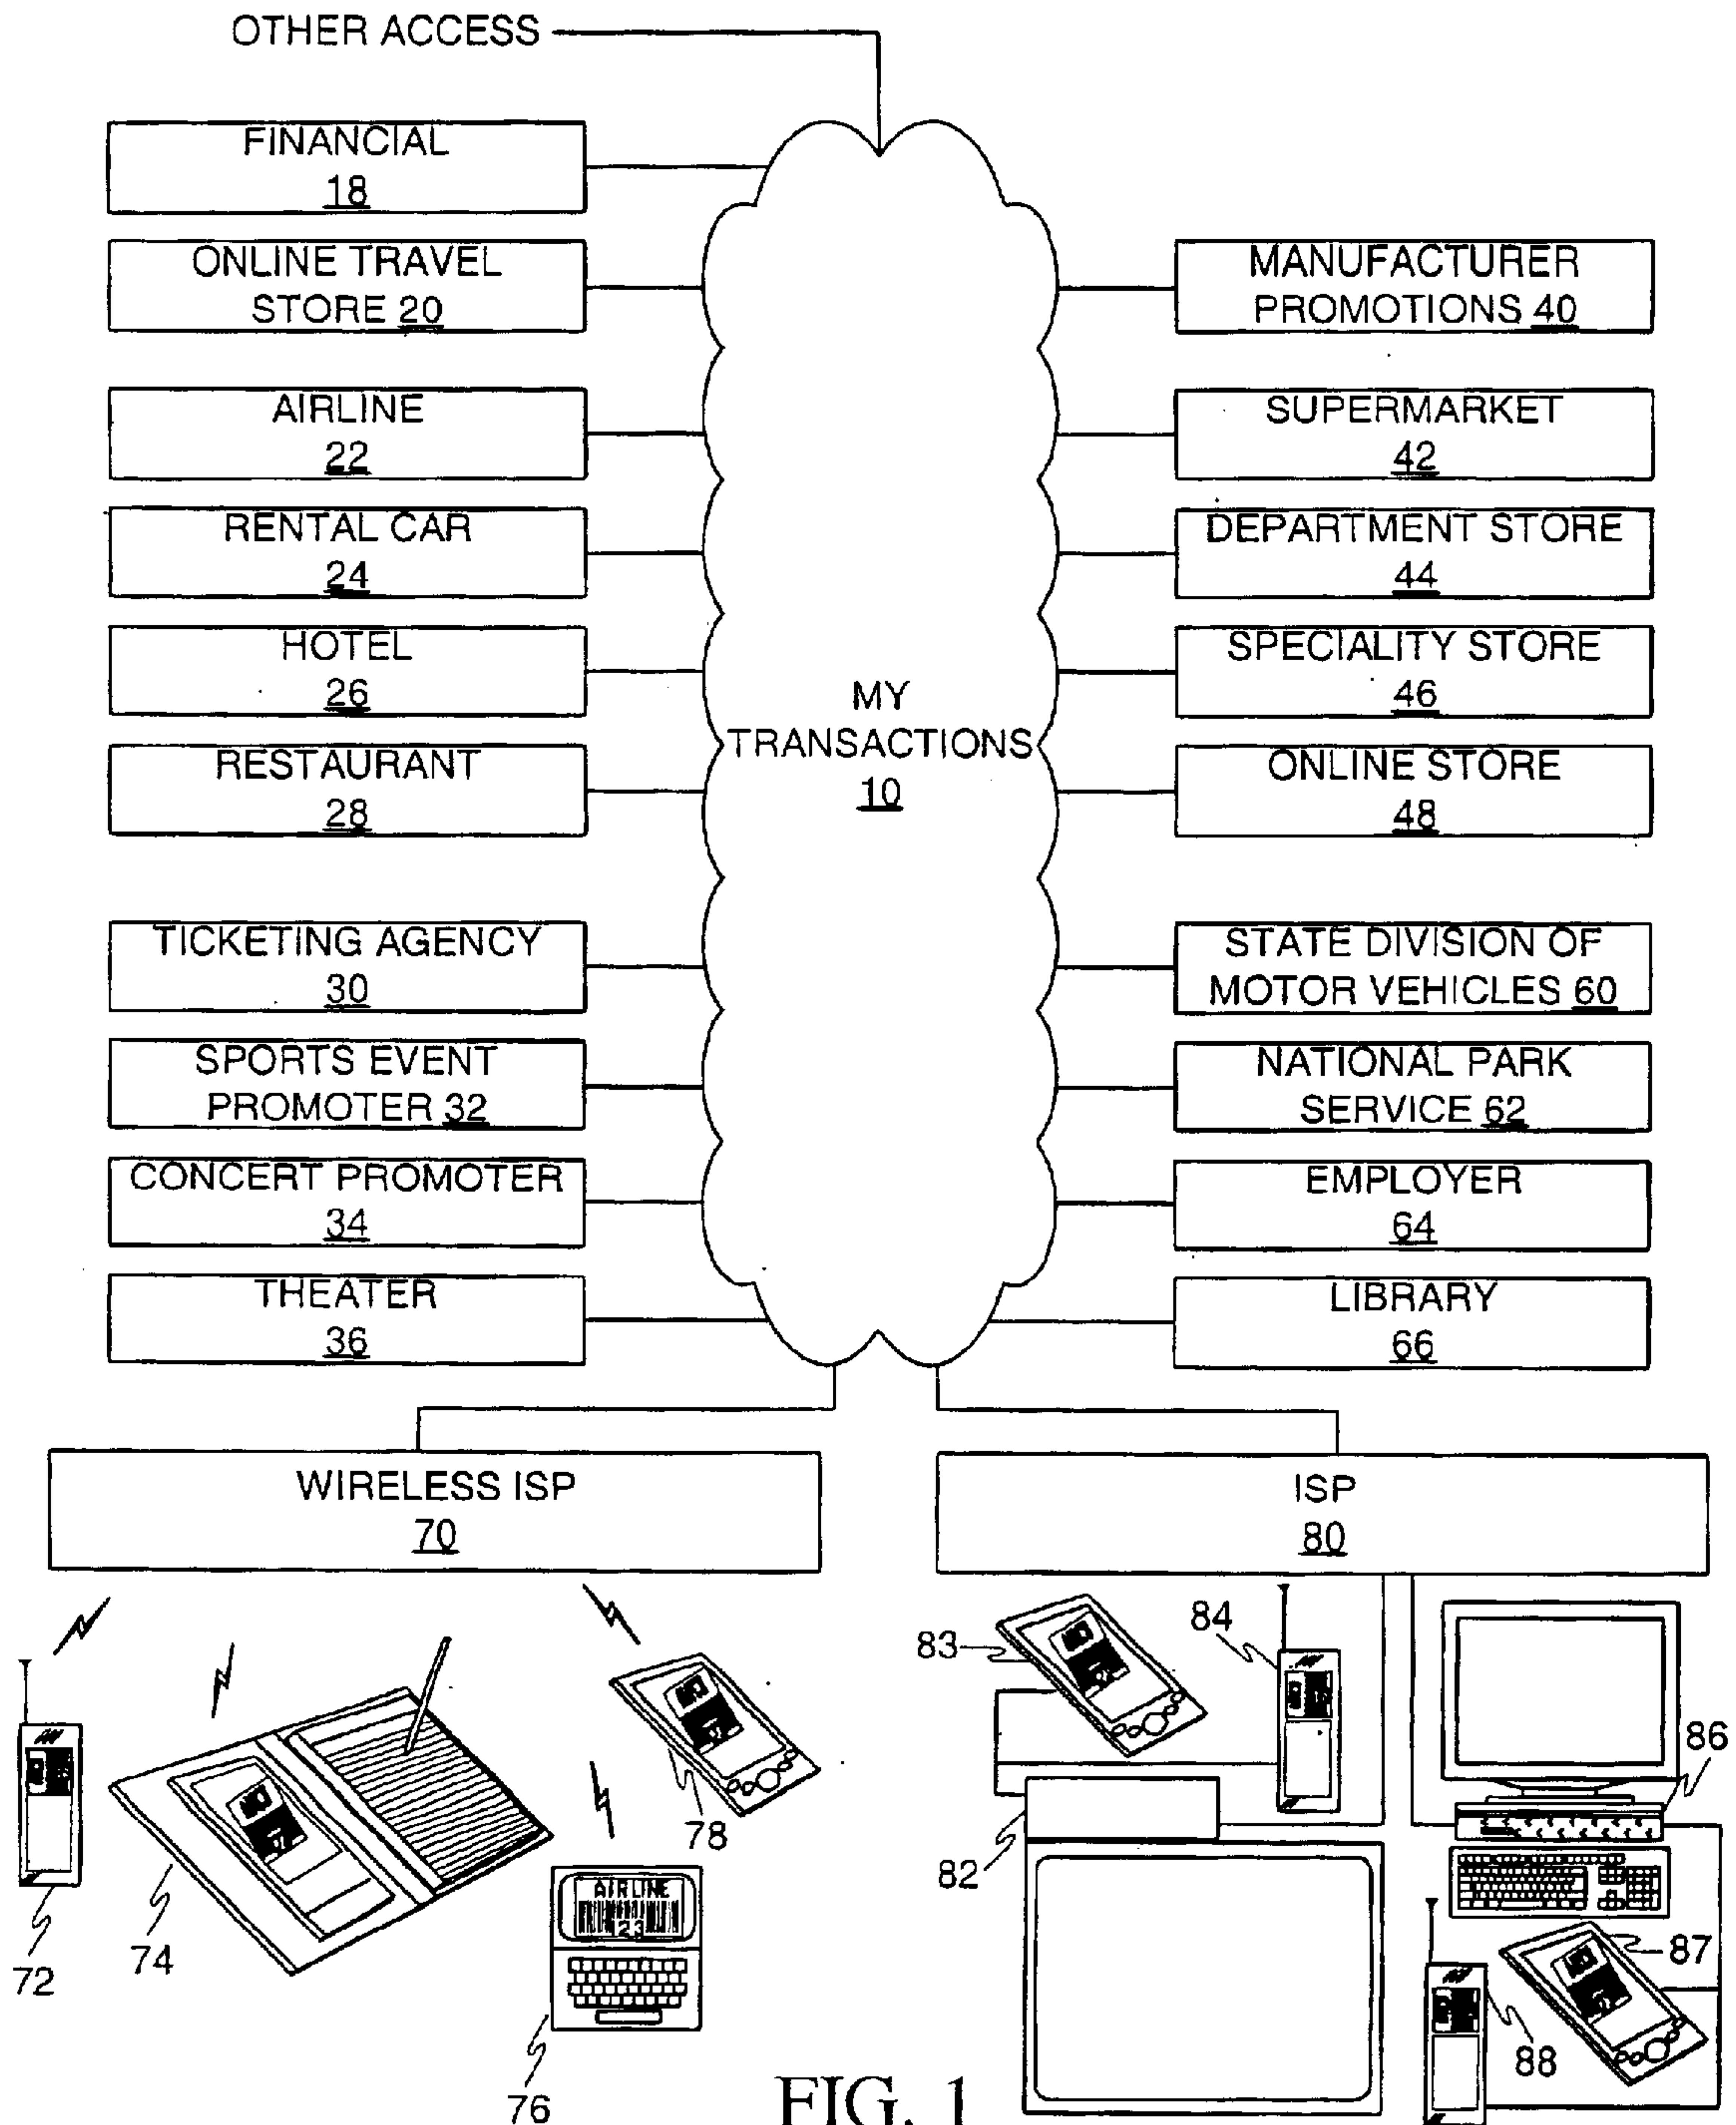 OTHER ACCESS
FINANCIAL
18
ONLINE TRAVEL
STORE 20
AIRLINE
22
RENTAL CAR
24
HOTEL
26
RESTAURANT
28
TICKETING AGENCY
30
SPORTS EVENT
PROMOTER 32
CONCERT PROMOTER
34
THEATER
36
MY
TRANSACTIONS
10
MANUFACTURER
PROMOTIONS 40
SUPERMARKET
42
DEPARTMENT STORE
44
SPECIALITY STORE
46
ONLINE STORE
48
STATE DIVISION OF
MOTOR VEHICLES 60
NATIONAL PARK
SERVICE 62
EMPLOYER
64
LIBRARY
66
WIRELESS ISP
70
ISP
80
72
74
AIRLINE
123
76
78
83
84
82
86
87
88
FIG. 1